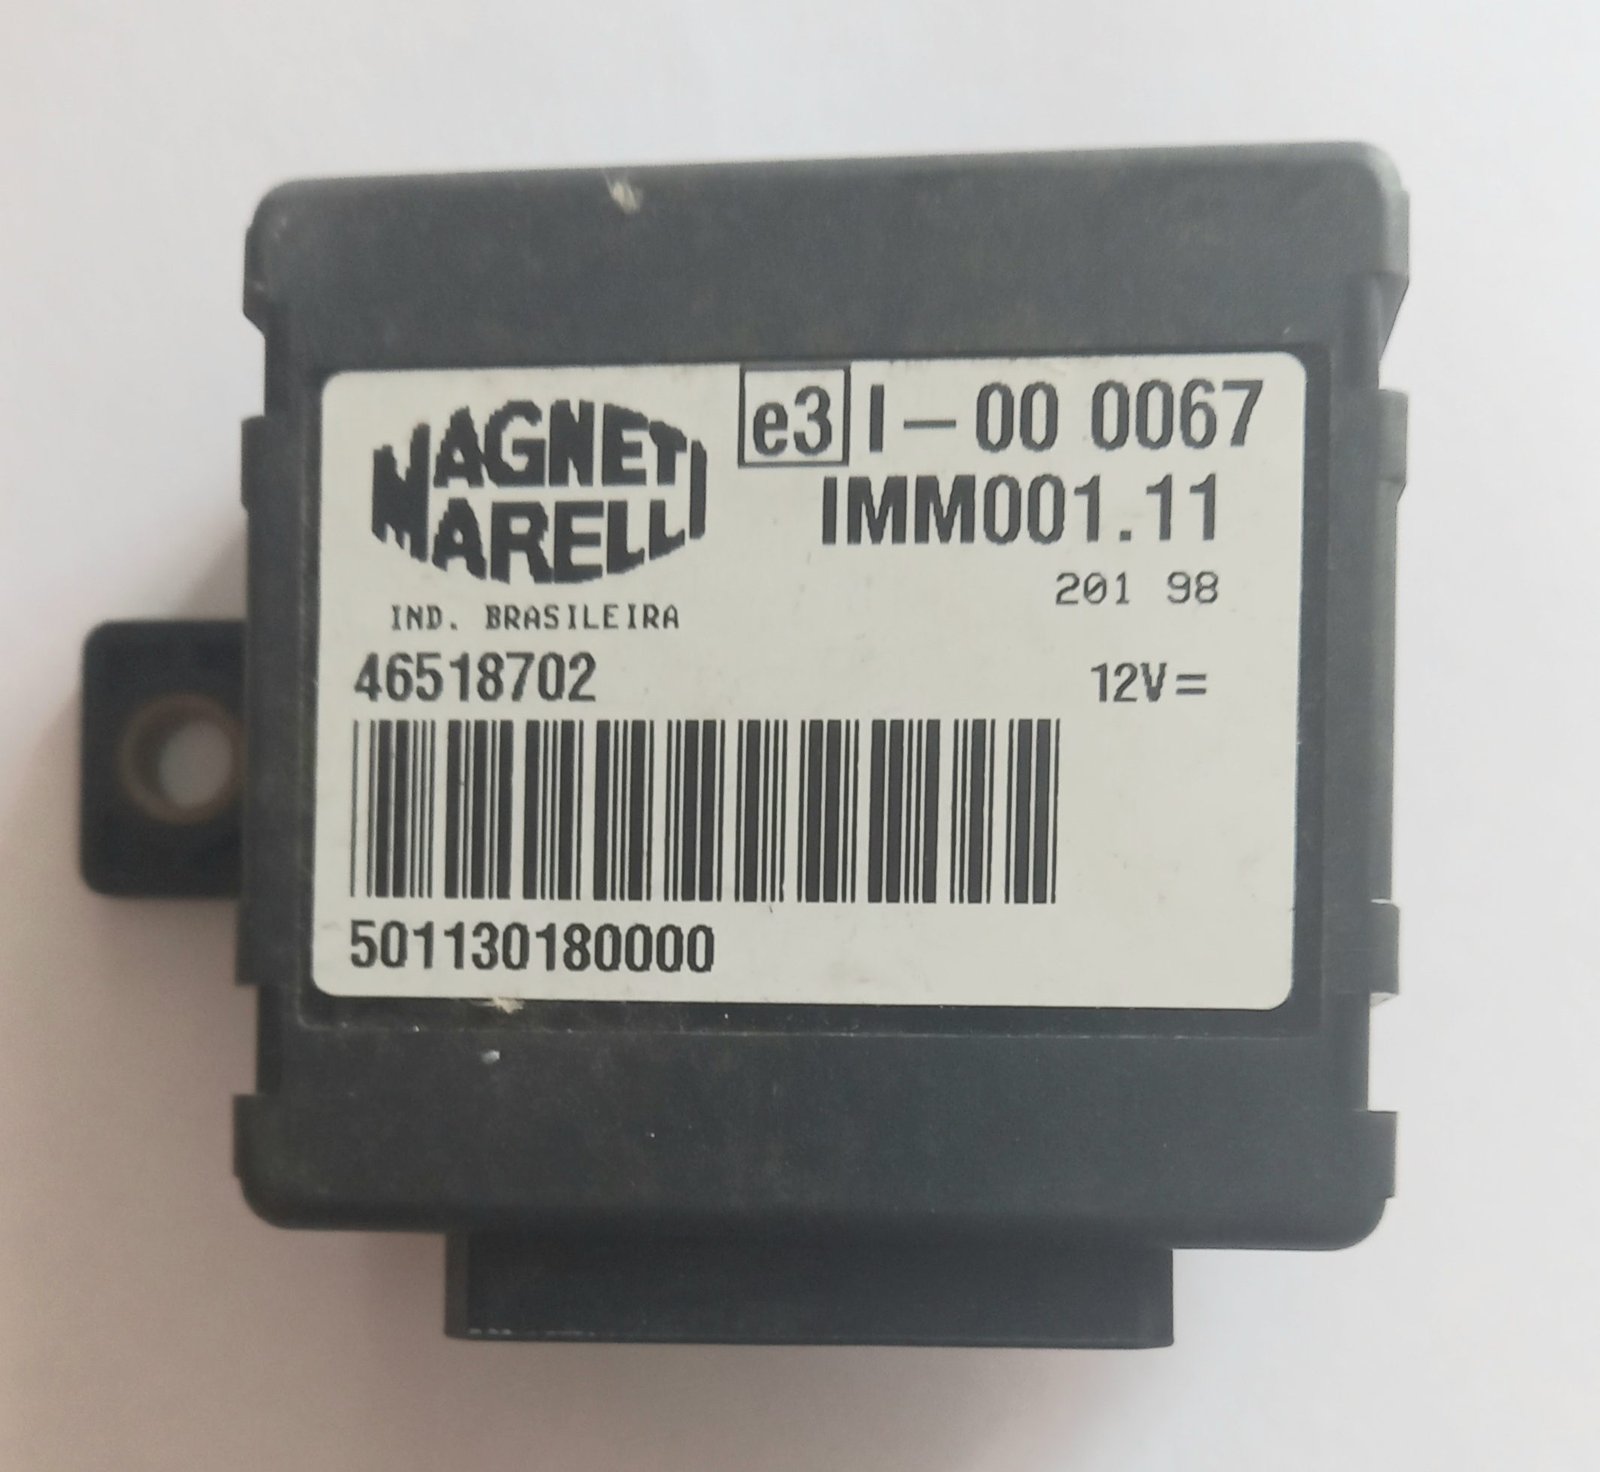 MAGNETI
MARELLI
IND. BRASILEIRA
e3 I-00 0067
IMM001.11
201 98
46518702
12V=
501130180000